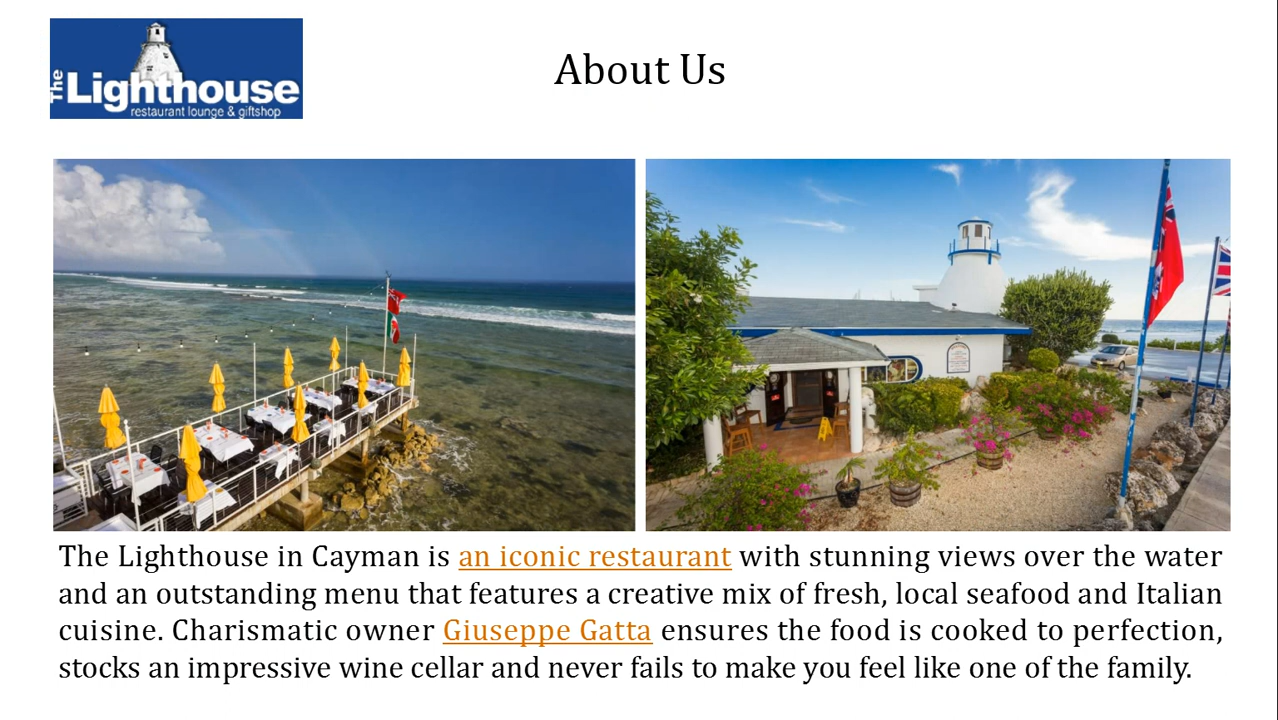 The Lighthouse
restaurant lounge & giftshop
About Us
The Lighthouse in Cayman is an iconic restaurant with stunning views over the water
and an outstanding menu that features a creative mix of fresh, local seafood and Italian
cuisine. Charismatic owner Giuseppe Gatta ensures the food is cooked to perfection,
stocks an impressive wine cellar and never fails to make you feel like one of the family.